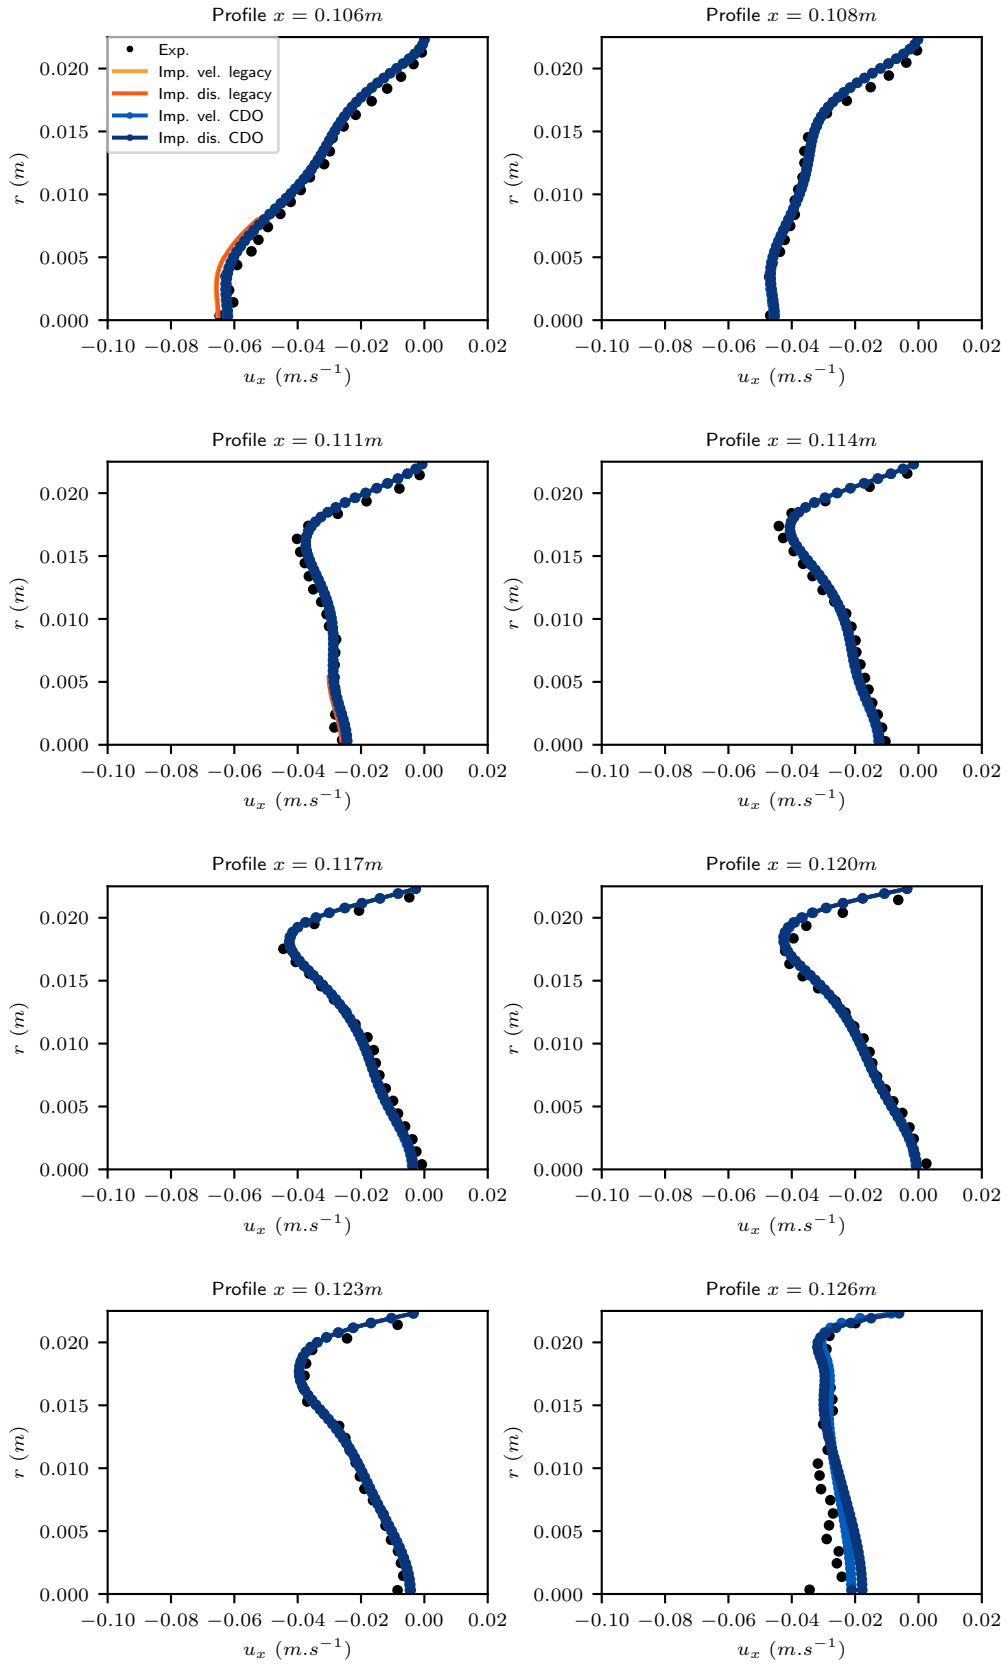 Profile x = 0.106m
Exp.
Imp. vel. legacy
Imp. dis. legacy
Imp. vel. CDO
Imp. dis. CDO
0.020
0.015
0.010
0.005
0.000
r (m)
−0.10 −0.08 −0.06 −0.04 −0.02 0.00 0.02
u_x (m.s⁻¹)
Profile x = 0.108m
0.020
0.015
0.010
0.005
0.000
r (m)
−0.10 −0.08 −0.06 −0.04 −0.02 0.00 0.02
u_x (m.s⁻¹)
Profile x = 0.111m
0.020
0.015
0.010
0.005
0.000
r (m)
−0.10 −0.08 −0.06 −0.04 −0.02 0.00 0.02
u_x (m.s⁻¹)
Profile x = 0.114m
0.020
0.015
0.010
0.005
0.000
r (m)
−0.10 −0.08 −0.06 −0.04 −0.02 0.00 0.02
u_x (m.s⁻¹)
Profile x = 0.117m
0.020
0.015
0.010
0.005
0.000
r (m)
−0.10 −0.08 −0.06 −0.04 −0.02 0.00 0.02
u_x (m.s⁻¹)
Profile x = 0.120m
0.020
0.015
0.010
0.005
0.000
r (m)
−0.10 −0.08 −0.06 −0.04 −0.02 0.00 0.02
u_x (m.s⁻¹)
Profile x = 0.123m
0.020
0.015
0.010
0.005
0.000
r (m)
−0.10 −0.08 −0.06 −0.04 −0.02 0.00 0.02
u_x (m.s⁻¹)
Profile x = 0.126m
0.020
0.015
0.010
0.005
0.000
r (m)
−0.10 −0.08 −0.06 −0.04 −0.02 0.00 0.02
u_x (m.s⁻¹)